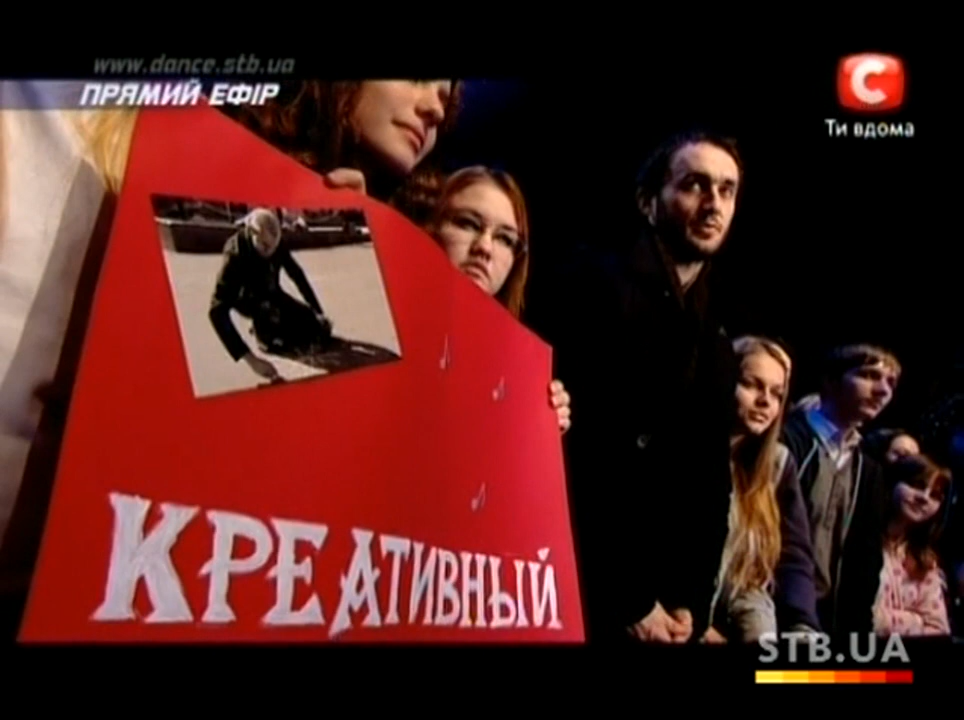 www.dance.stb.ua
ПРЯМИЙ ЕФІР
С
Ти вдома
КРЕАТИВНЫЙ
STB.UA